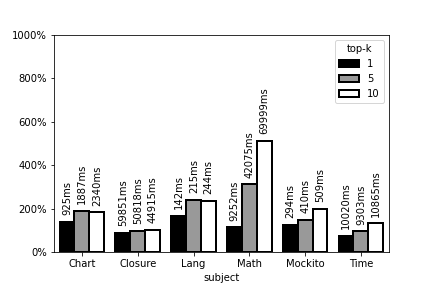 1000%
800%
600%
400%
200%
0%
top-k
1
5
10
925ms
1887ms
2340ms
59851ms
50818ms
44915ms
142ms
215ms
244ms
9252ms
42075ms
69999ms
294ms
410ms
509ms
10020ms
9303ms
10865ms
Chart
Closure
Lang
Math
Mockito
Time
subject